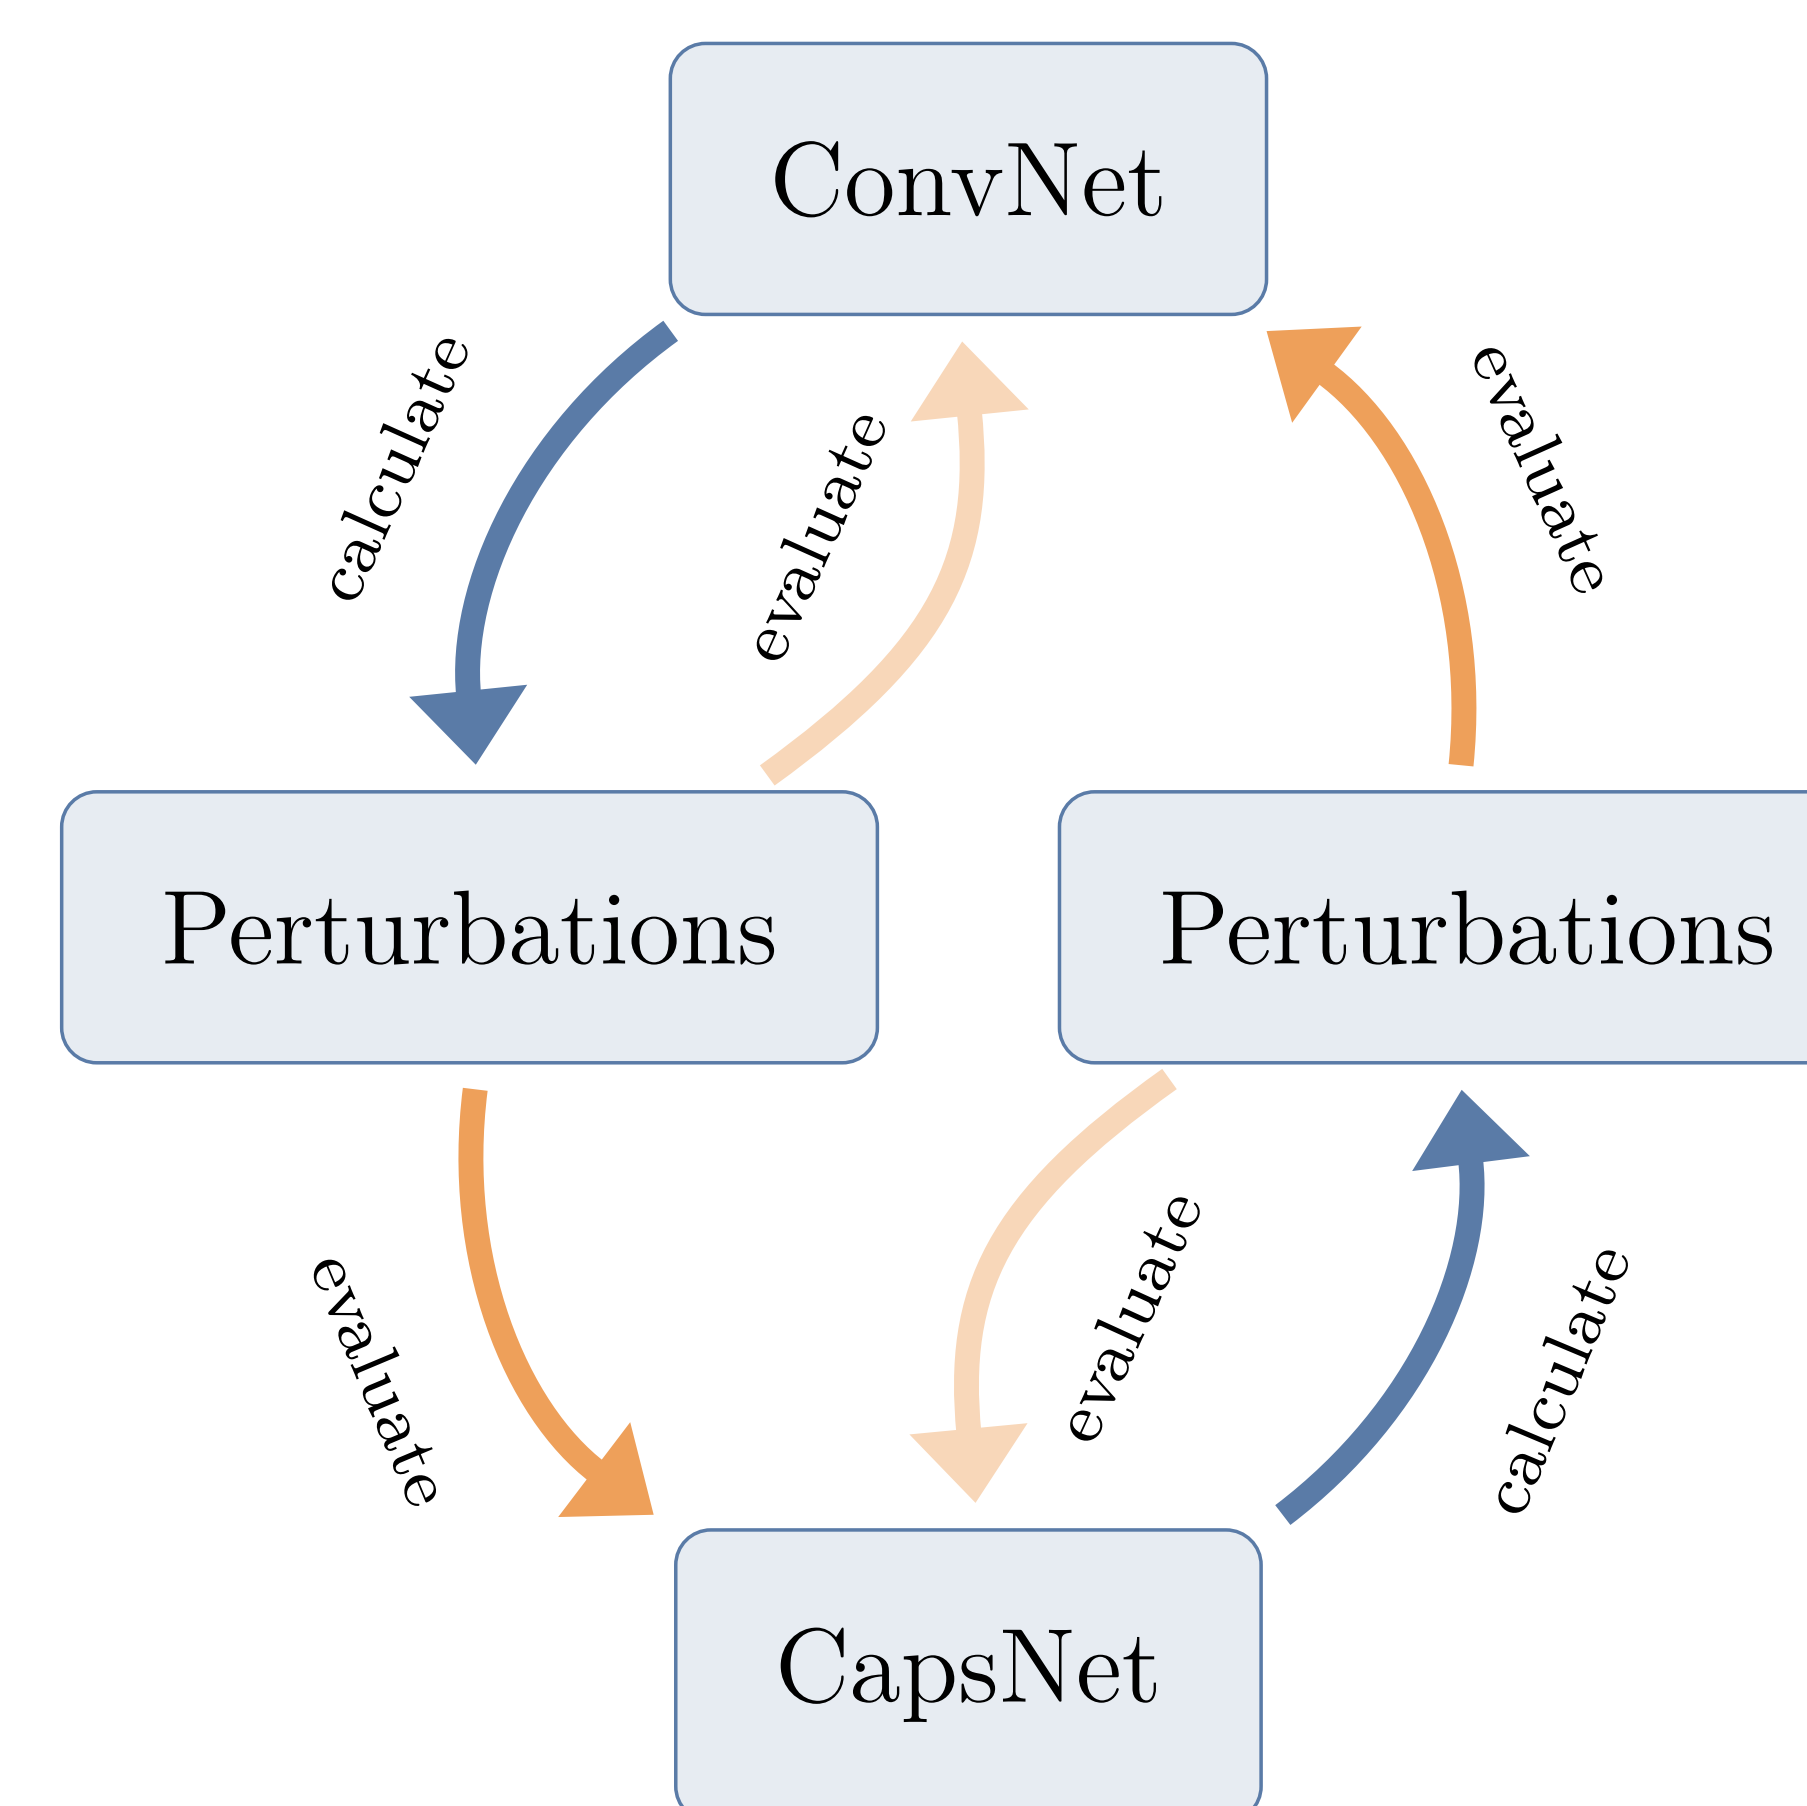 ConvNet
calculate
evaluate
evaluate
Perturbations
Perturbations
evaluate
evaluate
calculate
CapsNet